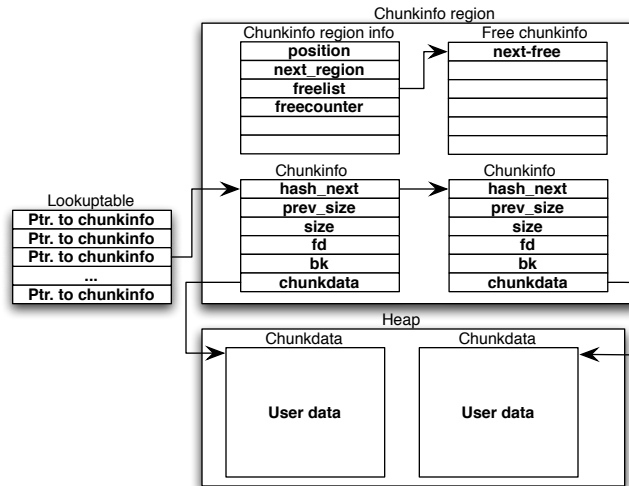 Chunkinfo region
Chunkinfo region info
position
next_region
freelist
freecounter
Free chunkinfo
next-free
Lookuptable
Ptr. to chunkinfo
Ptr. to chunkinfo
Ptr. to chunkinfo
...
Ptr. to chunkinfo
Chunkinfo
hash_next
prev_size
size
fd
bk
chunkdata
Chunkinfo
hash_next
prev_size
size
fd
bk
chunkdata
Heap
Chunkdata
User data
Chunkdata
User data